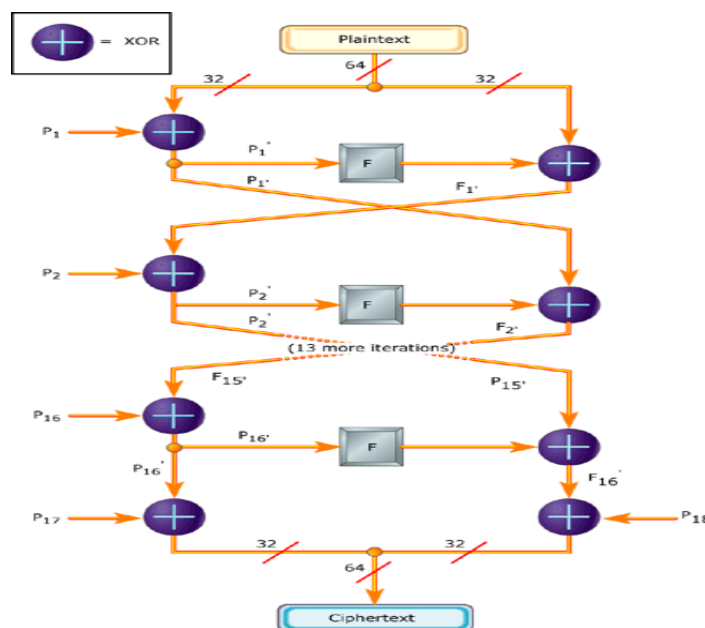 = XOR
Plaintext
64
32
32
P₁
P₁'
F
P₁'
F₁'
P₂
P₂'
F
P₂'
F₂'
(13 more iterations)
F₁₅'
P₁₅'
P₁₆
P₁₆'
F
P₁₆'
F₁₆'
P₁₇
P₁₈
32
32
64
Ciphertext